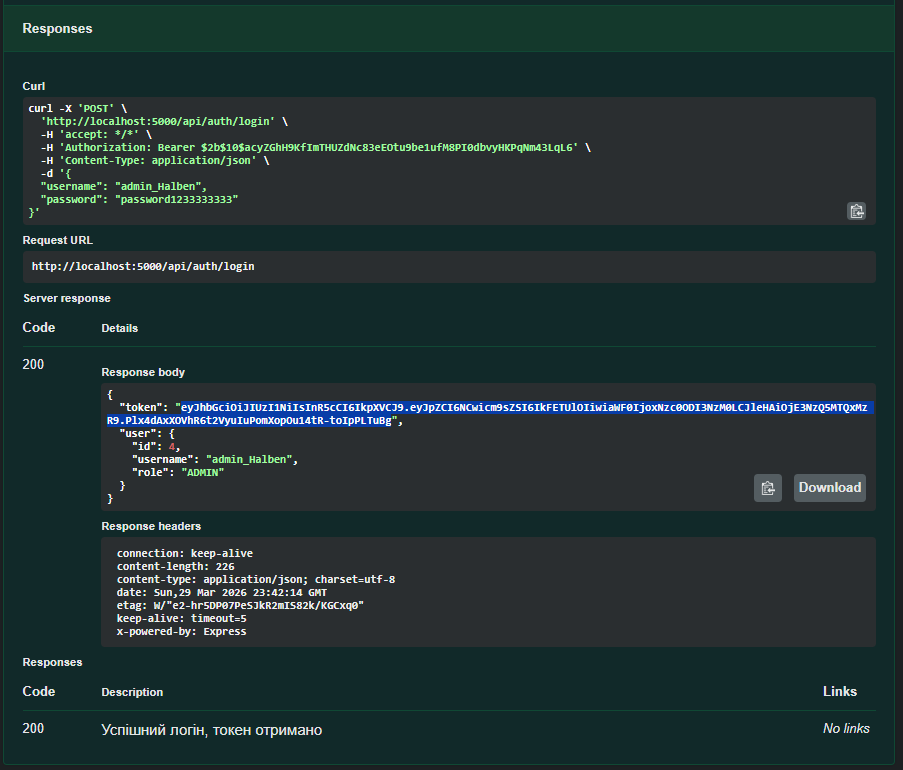 Responses
Curl
curl -X 'POST' \
'http://localhost:5000/api/auth/login' \
-H 'accept: */*' \
-H 'Authorization: Bearer $2b$10$acyZGhH9KfImTHUZdNc83eEOtu9be1ufM8PI0dbvyHKPqNm43LqL6' \
-H 'Content-Type: application/json' \
-d '{
"username": "admin_Halben",
"password": "password1233333333"
}'
Request URL
http://localhost:5000/api/auth/login
Server response
Code Details
200
Response body
{
"token": "eyJhbGciOiJIUzI1NiIsInR5cCI6IkpXVCJ9.eyJpZCI6NCwicm9sZSI6IkFETUlOIiwiaWF0IjoxNzc0ODI3NzM0LCJleHAiOjE3NzQ5MTQxMz
R9.Plx4dAxXOVhR6t2VyuIuPomXopOu14tR-toIpPLTuBg",
"user": {
"id": 4,
"username": "admin_Halben",
"role": "ADMIN"
}
}
Download
Response headers
connection: keep-alive
content-length: 226
content-type: application/json; charset=utf-8
date: Sun,29 Mar 2026 23:42:14 GMT
etag: W/"e2-hr5DP07PeSJkR2mIS82k/KGCxq0"
keep-alive: timeout=5
x-powered-by: Express
Responses
Code Description Links
200 Успішний логін, токен отримано No links